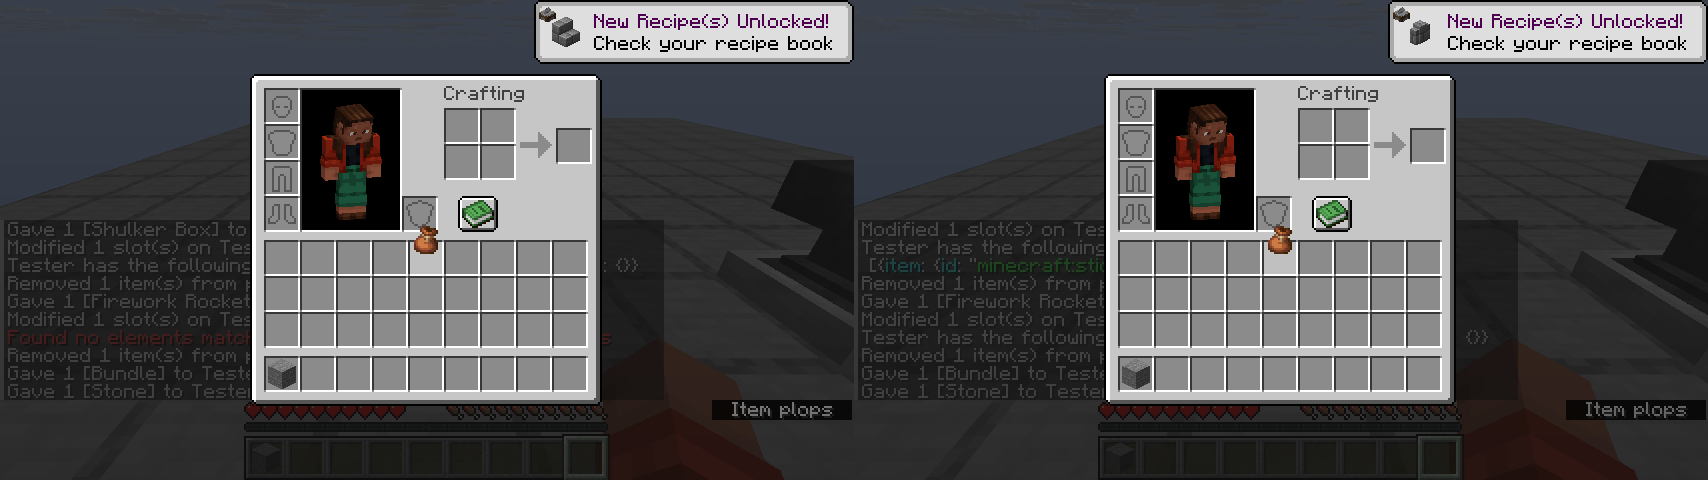 New Recipe(s) Unlocked!
Check your recipe book
Crafting
Gave 1 [Shulker Box] to
Modified 1 slot(s) on Tes
Tester has the following
: {}}
Removed 1 item(s) from
Gave 1 [Firework Rocket
Modified 1 slot(s) on Tes
Found no elements match
s
Removed 1 item(s) from
Gave 1 [Bundle] to Teste
Gave 1 [Stone] to Tester
Item plops
New Recipe(s) Unlocked!
Check your recipe book
Crafting
Modified 1 slot(s) on Tes
Tester has the following
[{item: {id: "minecraft:stic
Removed 1 item(s) from
Gave 1 [Firework Rocket
Modified 1 slot(s) on Tes
Tester has the following
{}}
Removed 1 item(s) from
Gave 1 [Bundle] to Teste
Gave 1 [Stone] to Tester
Item plops